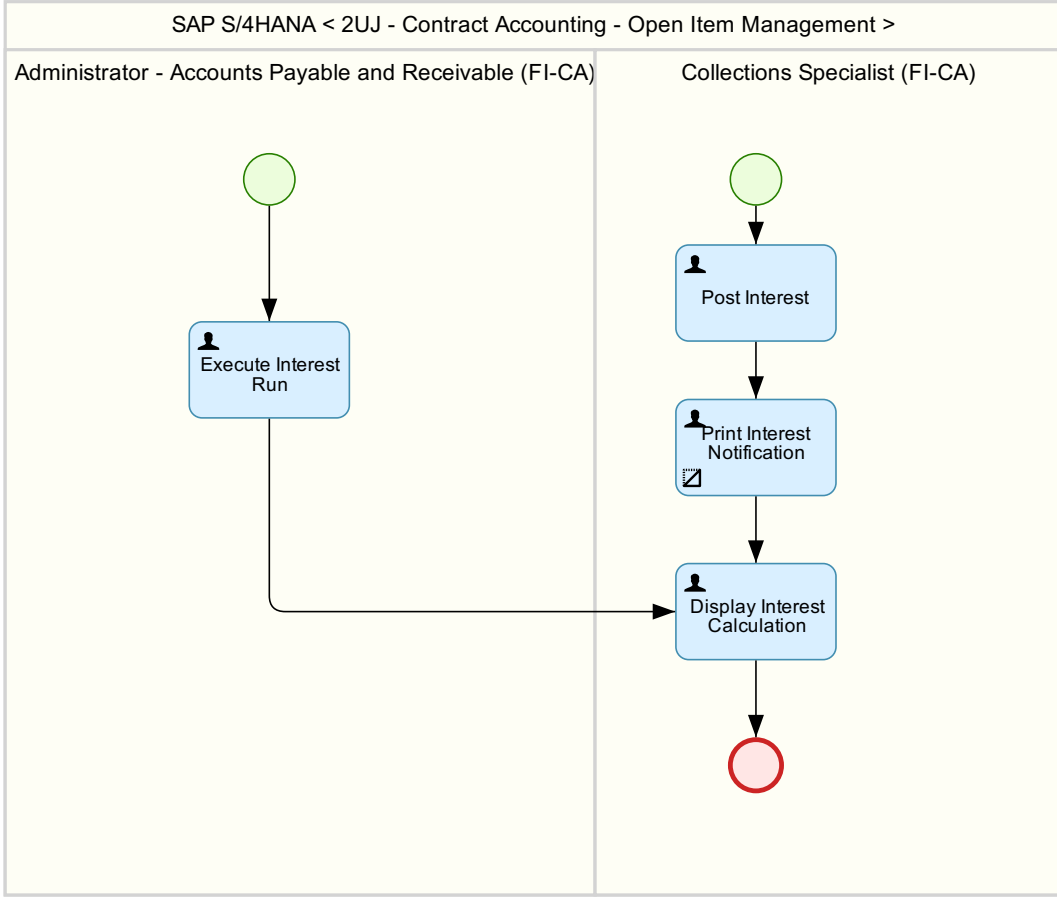 SAP S/4HANA < 2UJ - Contract Accounting - Open Item Management >
Administrator - Accounts Payable and Receivable (FI-CA)
Collections Specialist (FI-CA)
Execute Interest
Run
Post Interest
Print Interest
Notification
Display Interest
Calculation